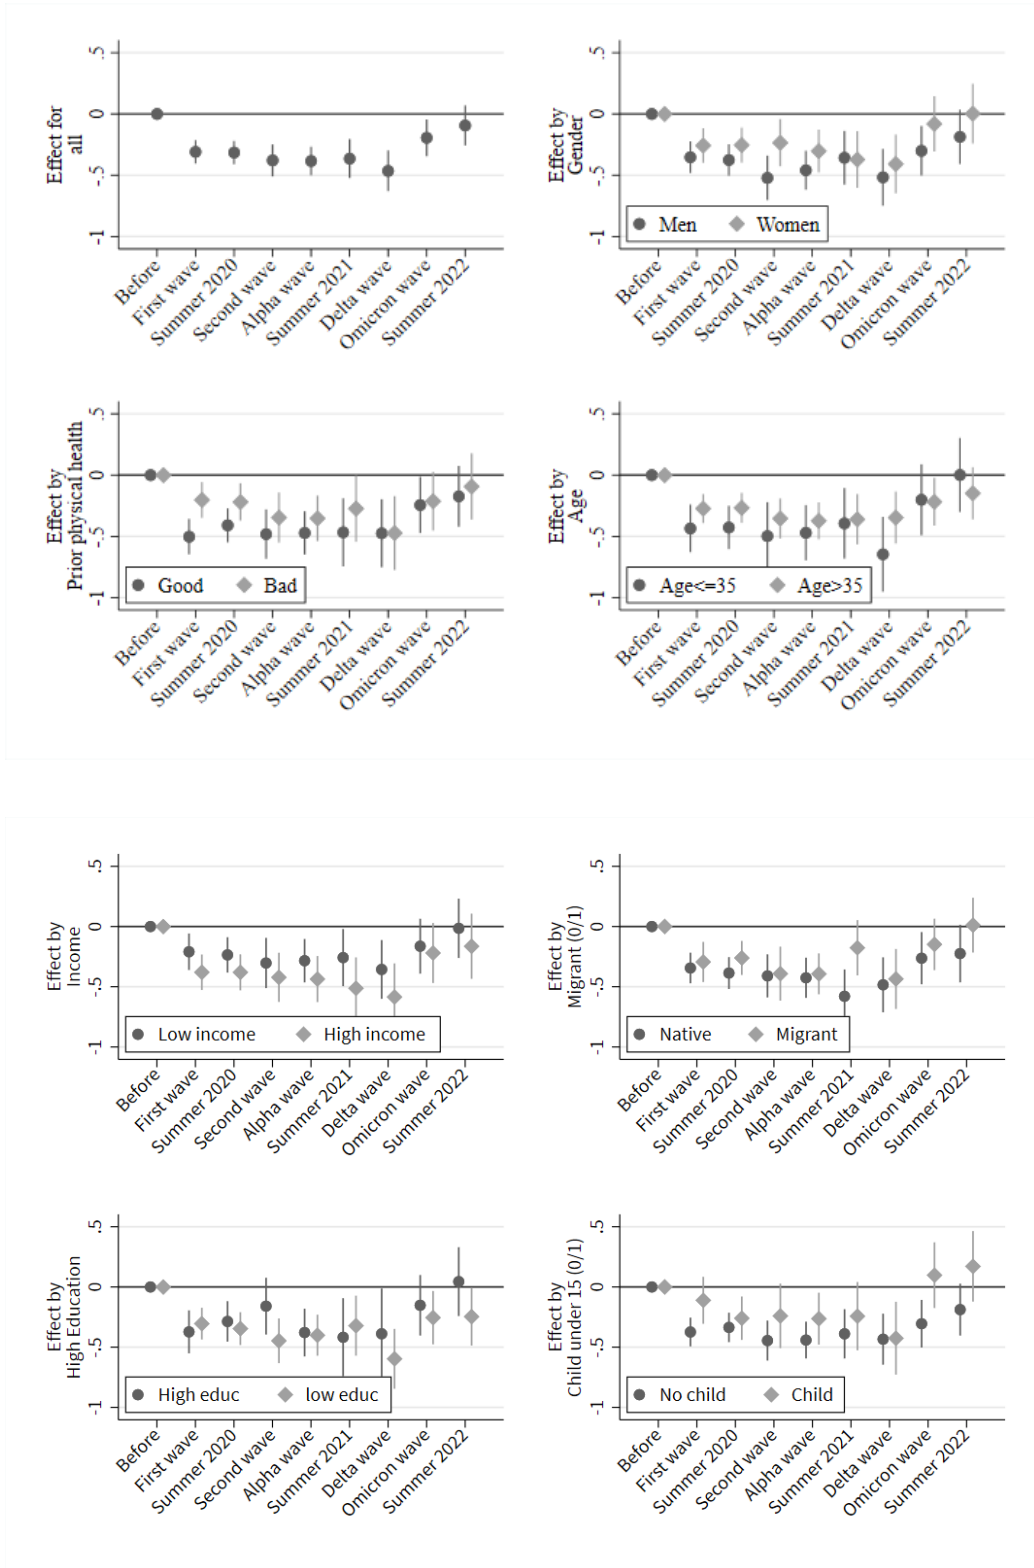 Effect for
all
.5
0
-.5
-1
Before
First wave
Summer 2020
Second wave
Alpha wave
Summer 2021
Delta wave
Omicron wave
Summer 2022
Effect by
Gender
.5
0
-.5
-1
Men Women
Before
First wave
Summer 2020
Second wave
Alpha wave
Summer 2021
Delta wave
Omicron wave
Summer 2022
Effect by
Prior physical health
.5
0
-.5
-1
Good Bad
Before
First wave
Summer 2020
Second wave
Alpha wave
Summer 2021
Delta wave
Omicron wave
Summer 2022
Effect by
Age
.5
0
-.5
-1
Age<=35 Age>35
Before
First wave
Summer 2020
Second wave
Alpha wave
Summer 2021
Delta wave
Omicron wave
Summer 2022
Effect by
Income
.5
0
-.5
-1
Low income High income
Before
First wave
Summer 2020
Second wave
Alpha wave
Summer 2021
Delta wave
Omicron wave
Summer 2022
Effect by
Migrant (0/1)
.5
0
-.5
-1
Native Migrant
Before
First wave
Summer 2020
Second wave
Alpha wave
Summer 2021
Delta wave
Omicron wave
Summer 2022
Effect by
High Education
.5
0
-.5
-1
High educ low educ
Before
First wave
Summer 2020
Second wave
Alpha wave
Summer 2021
Delta wave
Omicron wave
Summer 2022
Effect by
Child under 15 (0/1)
.5
0
-.5
-1
No child Child
Before
First wave
Summer 2020
Second wave
Alpha wave
Summer 2021
Delta wave
Omicron wave
Summer 2022